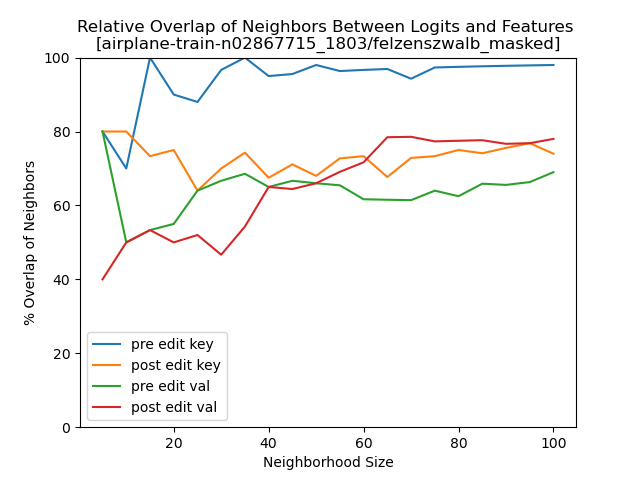 Relative Overlap of Neighbors Between Logits and Features
[airplane-train-n02867715_1803/felzenszwalb_masked]
100
80
60
40
20
0
% Overlap of Neighbors
pre edit key
post edit key
pre edit val
post edit val
20 40 60 80 100
Neighborhood Size